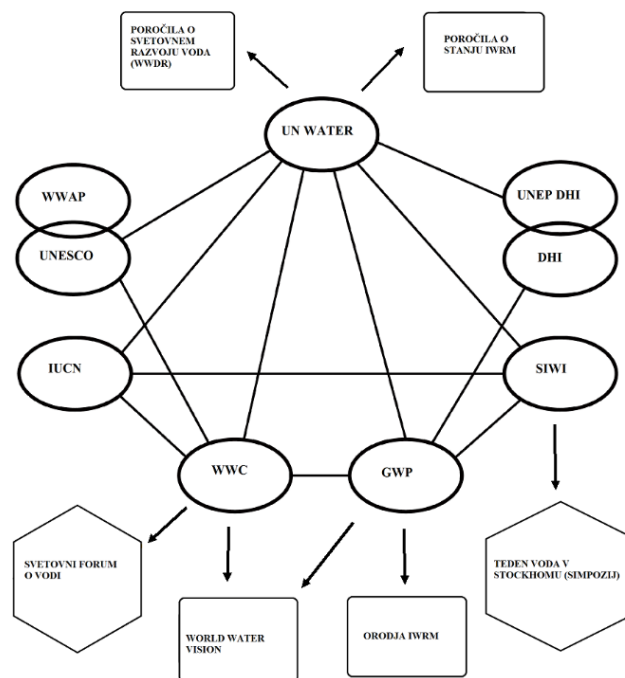 POROČILA O
SVETOVNEM
RAZVOJU VODA
(WWDR)
POROČILA O
STANJU IWRM
UN WATER
WWAP
UNESCO
UNEP DHI
DHI
IUCN
SIWI
WWC
GWP
SVETOVNI FORUM
O VODI
WORLD WATER
VISION
ORODJA IWRM
TEDEN VODA V
STOCKHOMU (SIMPOZIJ)